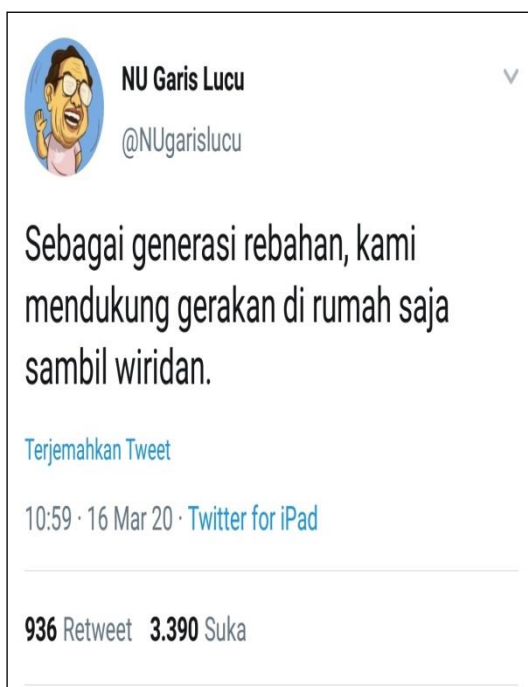 NU Garis Lucu
@NUgarislucu
Sebagai generasi rebahan, kami
mendukung gerakan di rumah saja
sambil wiridan.
Terjemahkan Tweet
10:59 · 16 Mar 20 · Twitter for iPad
936 Retweet 3.390 Suka